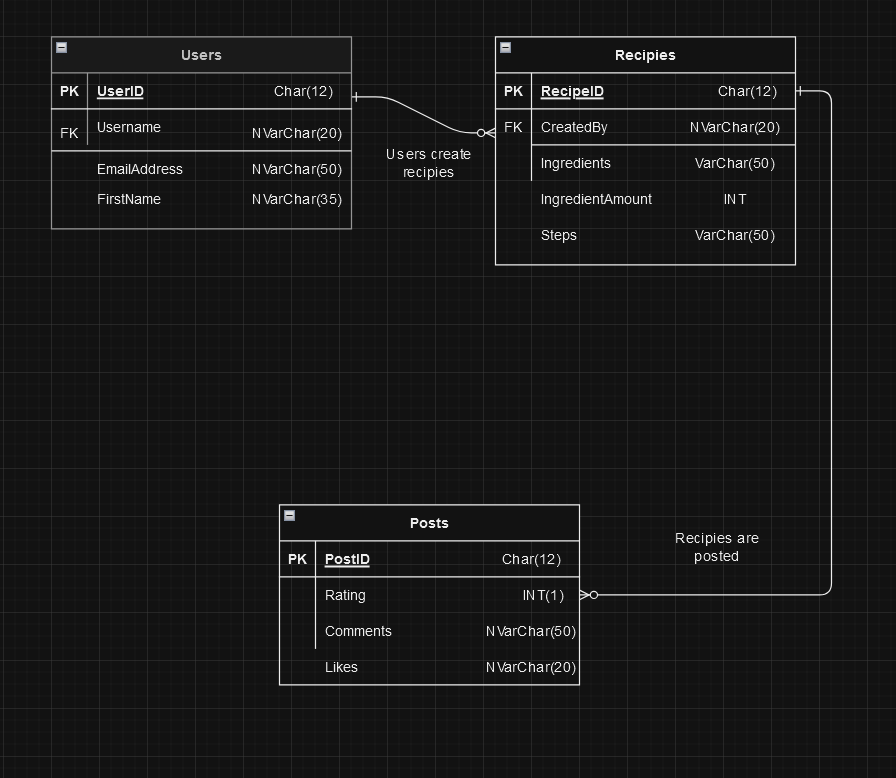 Users
PK UserID Char(12)
FK Username NVarChar(20)
EmailAddress NVarChar(50)
FirstName NVarChar(35)
Users create
recipies
Recipies
PK RecipeID Char(12)
FK CreatedBy NVarChar(20)
Ingredients VarChar(50)
IngredientAmount INT
Steps VarChar(50)
Recipies are
posted
Posts
PK PostID Char(12)
Rating INT(1)
Comments NVarChar(50)
Likes NVarChar(20)